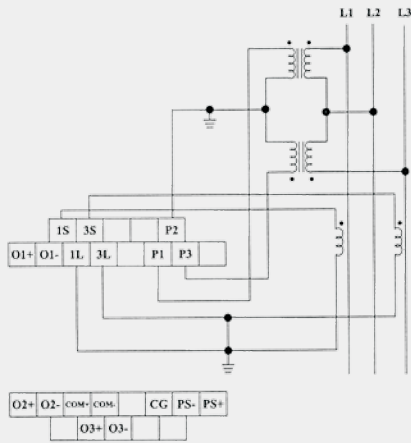 L1 L2 L3
1S 3S P2
O1+ O1- 1L 3L P1 P3
O2+ O2- COM+ COM- CG PS- PS+
O3+ O3-